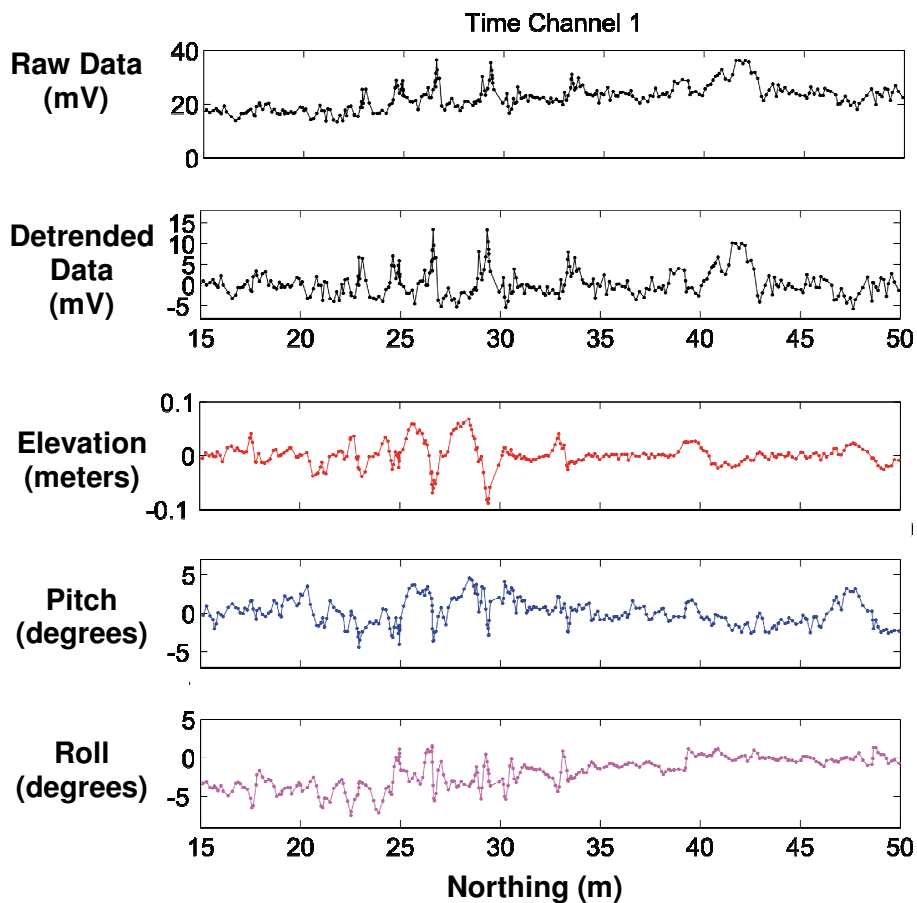 Time Channel 1
Raw Data
(mV)
40
20
0
Detrended
Data
(mV)
15
10
5
0
-5
15 20 25 30 35 40 45 50
Elevation
(meters)
0.1
0
-0.1
Pitch
(degrees)
5
0
-5
Roll
(degrees)
5
0
-5
15 20 25 30 35 40 45 50
Northing (m)